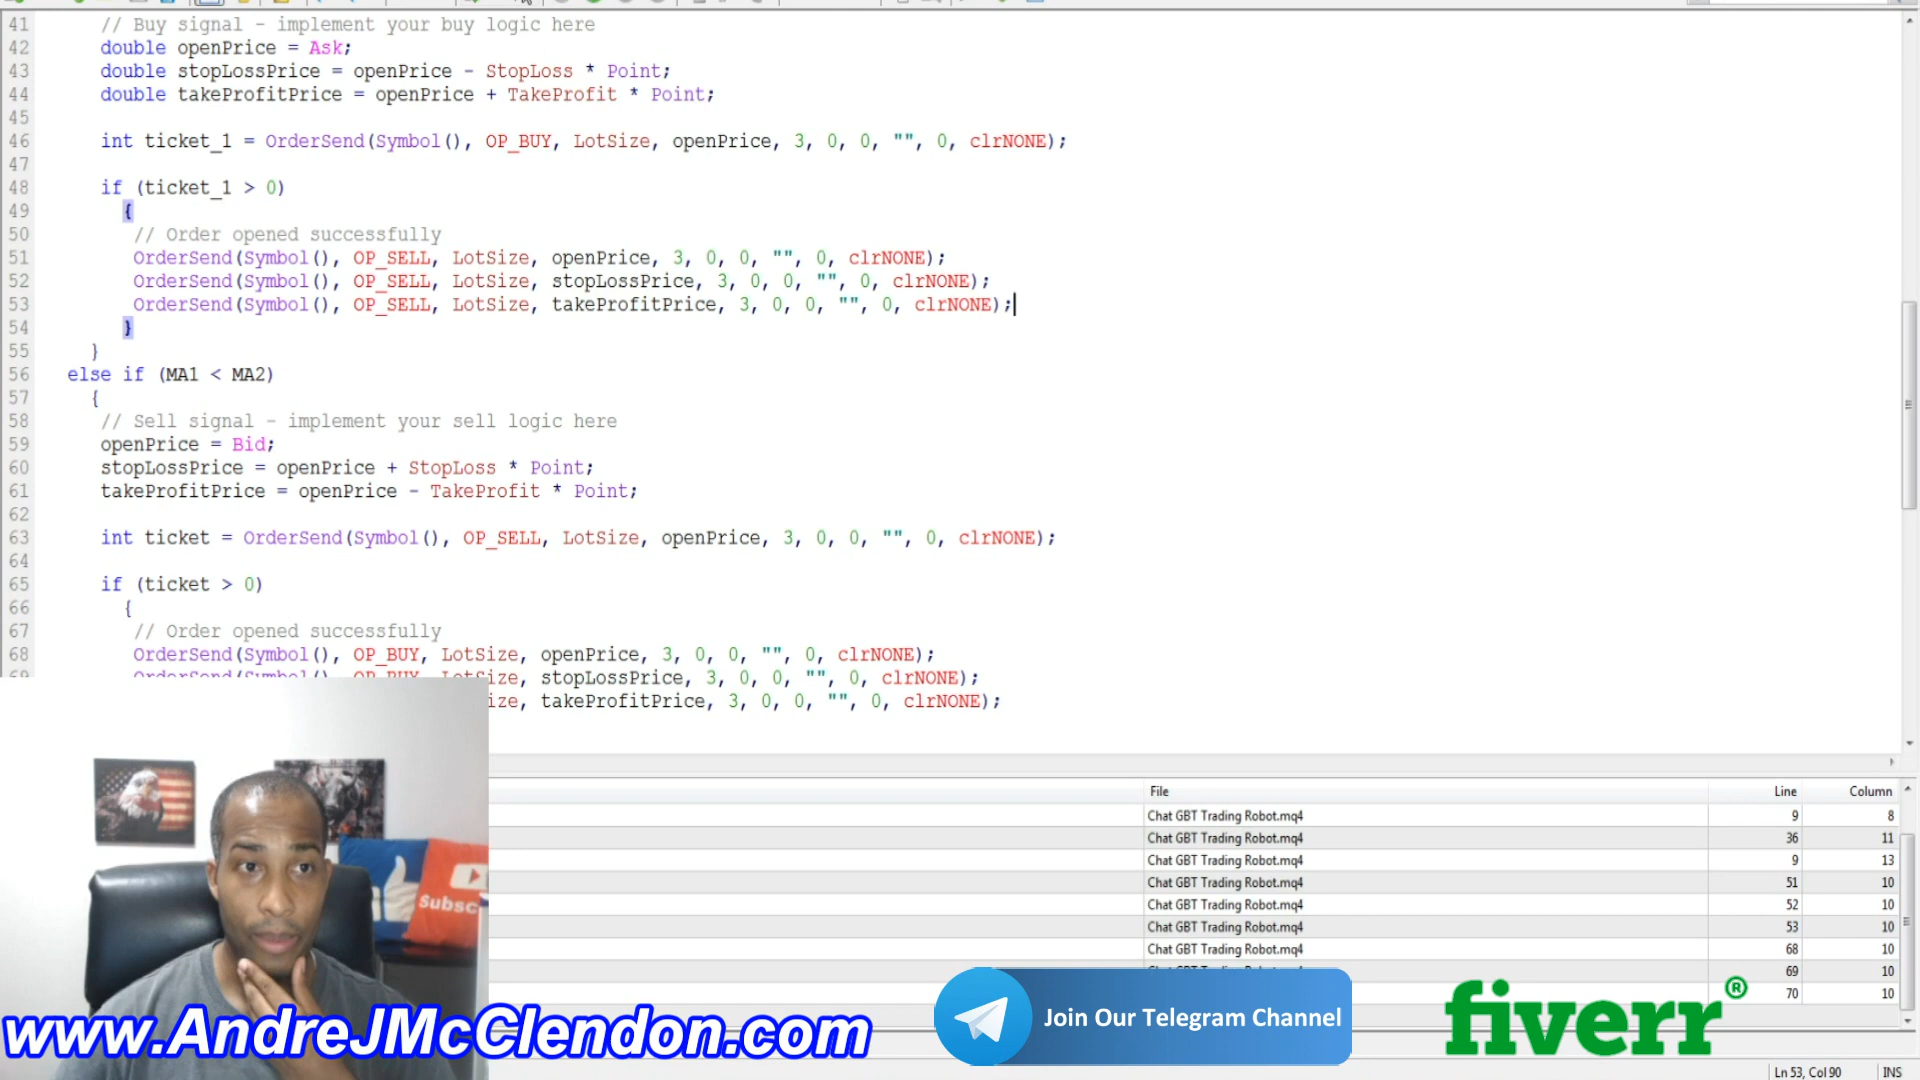 41 // Buy signal - implement your buy logic here
42 double openPrice = Ask;
43 double stopLossPrice = openPrice - StopLoss * Point;
44 double takeProfitPrice = openPrice + TakeProfit * Point;
45
46 int ticket_1 = OrderSend(Symbol(), OP_BUY, LotSize, openPrice, 3, 0, 0, "", 0, clrNONE);
47
48 if (ticket_1 > 0)
49 {
50 // Order opened successfully
51 OrderSend(Symbol(), OP_SELL, LotSize, openPrice, 3, 0, 0, "", 0, clrNONE);
52 OrderSend(Symbol(), OP_SELL, LotSize, stopLossPrice, 3, 0, 0, "", 0, clrNONE);
53 OrderSend(Symbol(), OP_SELL, LotSize, takeProfitPrice, 3, 0, 0, "", 0, clrNONE);
54 }
55 }
56 else if (MA1 < MA2)
57 {
58 // Sell signal - implement your sell logic here
59 openPrice = Bid;
60 stopLossPrice = openPrice + StopLoss * Point;
61 takeProfitPrice = openPrice - TakeProfit * Point;
62
63 int ticket = OrderSend(Symbol(), OP_SELL, LotSize, openPrice, 3, 0, 0, "", 0, clrNONE);
64
65 if (ticket > 0)
66 {
67 // Order opened successfully
68 OrderSend(Symbol(), OP_BUY, LotSize, openPrice, 3, 0, 0, "", 0, clrNONE);
69 OrderSend(Symbol(), OP_BUY, LotSize, stopLossPrice, 3, 0, 0, "", 0, clrNONE);
ize, takeProfitPrice, 3, 0, 0, "", 0, clrNONE);
File Line Column
Chat GBT Trading Robot.mq4 9 8
Chat GBT Trading Robot.mq4 36 11
Chat GBT Trading Robot.mq4 9 13
Chat GBT Trading Robot.mq4 51 10
Chat GBT Trading Robot.mq4 52 10
Chat GBT Trading Robot.mq4 53 10
Chat GBT Trading Robot.mq4 68 10
69 10
70 10
Subsc
www.AndreJMcClendon.com
Join Our Telegram Channel
fiverr®
Ln 53, Col 90 INS